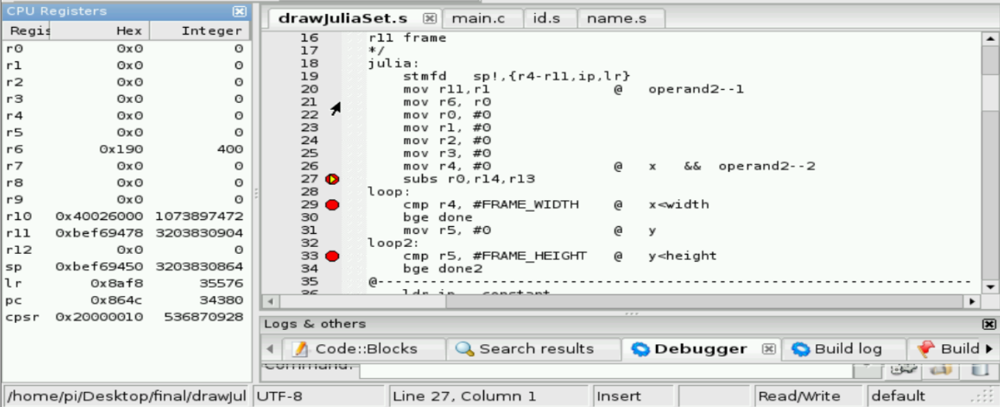 CPU Registers
Regis Hex Integer
r0 0x0 0
r1 0x0 0
r2 0x0 0
r3 0x0 0
r4 0x0 0
r5 0x0 0
r6 0x190 400
r7 0x0 0
r8 0x0 0
r9 0x0 0
r10 0x40026000 1073897472
r11 0xbef69478 3203830904
r12 0x0 0
sp 0xbef69450 3203830864
lr 0x8af8 35576
pc 0x864c 34380
cpsr 0x20000010 536870928
drawJuliaSet.s main.c id.s name.s
16 r11 frame
17 */
18 julia:
19 stmfd sp!,{r4-r11,ip,lr}
20 mov r11,r1 @ operand2--1
21 mov r6, r0
22 mov r0, #0
23 mov r1, #0
24 mov r2, #0
25 mov r3, #0
26 mov r4, #0 @ x && operand2--2
27 subs r0,r14,r13
28 loop:
29 cmp r4, #FRAME_WIDTH @ x<width
30 bge done
31 mov r5, #0 @ y
32 loop2:
33 cmp r5, #FRAME_HEIGHT @ y<height
34 bge done2
35 @--------------------------------------------------------------------
36 ldr ip, constant
Logs & others
Code::Blocks Search results Debugger Build log Build
Command:
/home/pi/Desktop/final/drawJul UTF-8 Line 27, Column 1 Insert Read/Write default